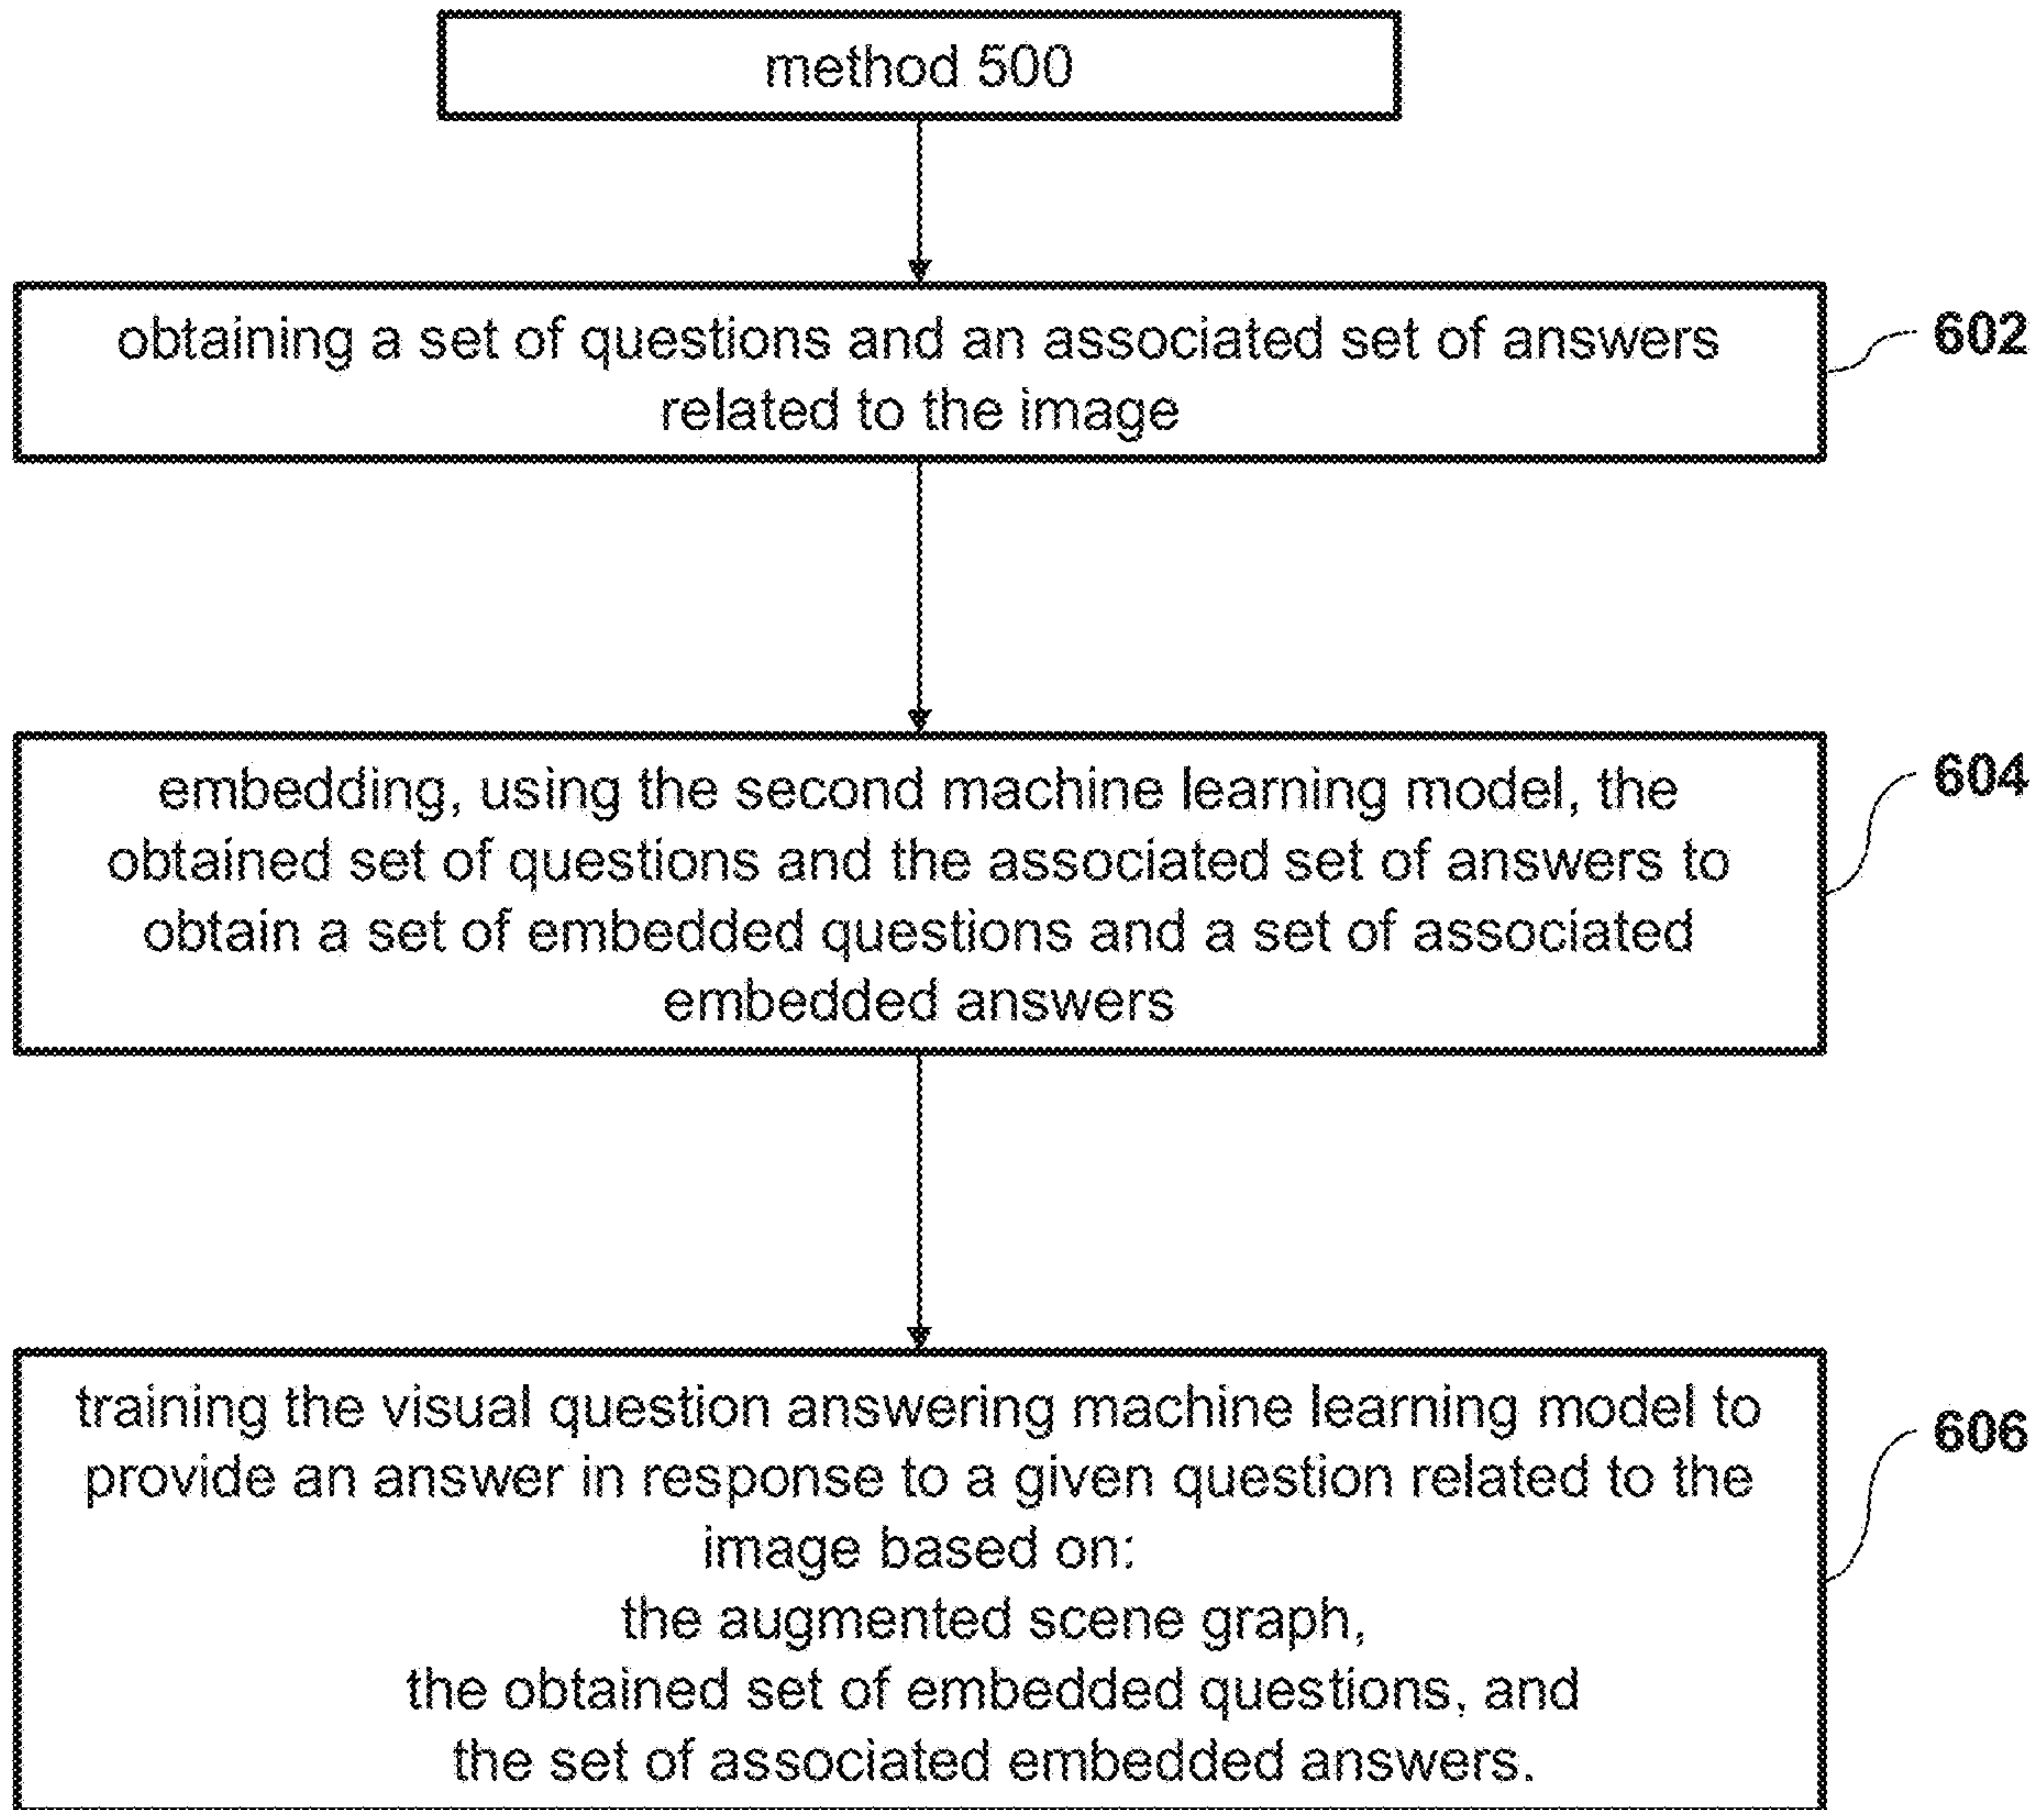 method 500
obtaining a set of questions and an associated set of answers
related to the image
602
embedding, using the second machine learning model, the
obtained set of questions and the associated set of answers to
obtain a set of embedded questions and a set of associated
embedded answers
604
training the visual question answering machine learning model to
provide an answer in response to a given question related to the
image based on:
the augmented scene graph,
the obtained set of embedded questions, and
the set of associated embedded answers.
606